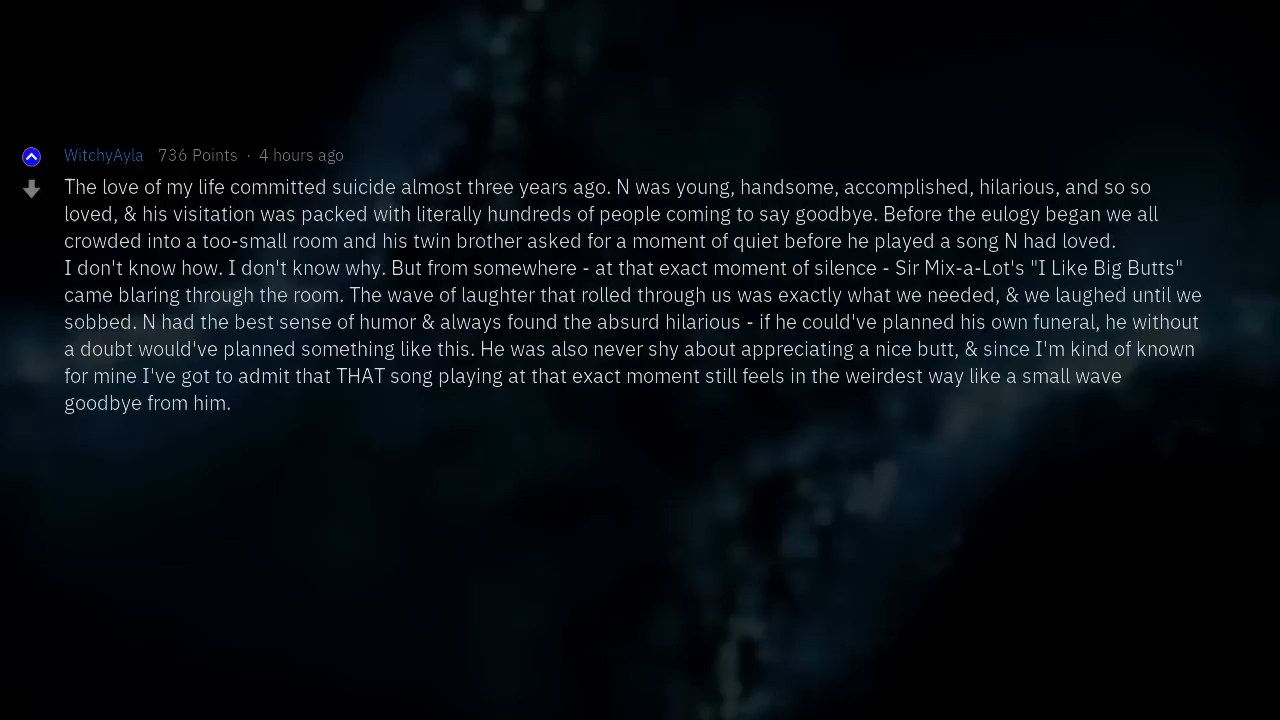 WitchyAyla 736 Points · 4 hours ago
The love of my life committed suicide almost three years ago. N was young, handsome, accomplished, hilarious, and so so
loved, & his visitation was packed with literally hundreds of people coming to say goodbye. Before the eulogy began we all
crowded into a too-small room and his twin brother asked for a moment of quiet before he played a song N had loved.
I don't know how. I don't know why. But from somewhere - at that exact moment of silence - Sir Mix-a-Lot's "I Like Big Butts"
came blaring through the room. The wave of laughter that rolled through us was exactly what we needed, & we laughed until we
sobbed. N had the best sense of humor & always found the absurd hilarious - if he could've planned his own funeral, he without
a doubt would've planned something like this. He was also never shy about appreciating a nice butt, & since I'm kind of known
for mine I've got to admit that THAT song playing at that exact moment still feels in the weirdest way like a small wave
goodbye from him.